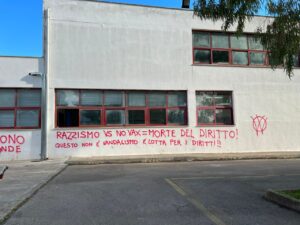 RAZZISMO VS NO VAX = MORTE DEL DIRITTO!
QUESTO NON È VANDALISMO È LOTTA PER I DIRITTI!!
ONO
NDE